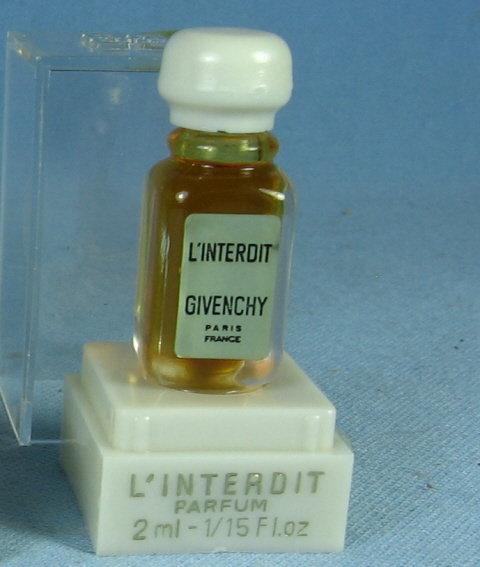 L'INTERDIT
GIVENCHY
PARIS
FRANCE
L'INTERDIT
PARFUM
2 ml - 1/15 Fl.oz